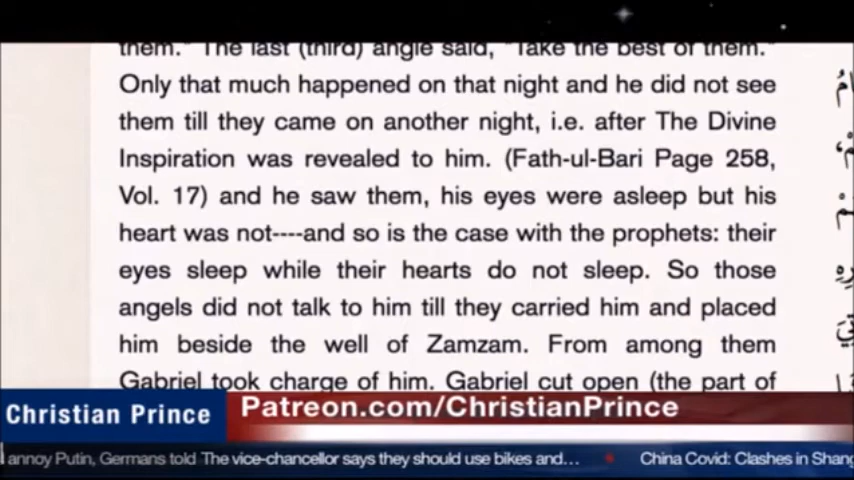 them." The last (third) angle said, "Take the best of them."
Only that much happened on that night and he did not see
them till they came on another night, i.e. after The Divine
Inspiration was revealed to him. (Fath-ul-Bari Page 258,
Vol. 17) and he saw them, his eyes were asleep but his
heart was not----and so is the case with the prophets: their
eyes sleep while their hearts do not sleep. So those
angels did not talk to him till they carried him and placed
him beside the well of Zamzam. From among them
Gabriel took charge of him. Gabriel cut open (the part of
Christian Prince
Patreon.com/ChristianPrince
annoy Putin, Germans told The vice-chancellor says they should use bikes and...
China Covid: Clashes in Shang